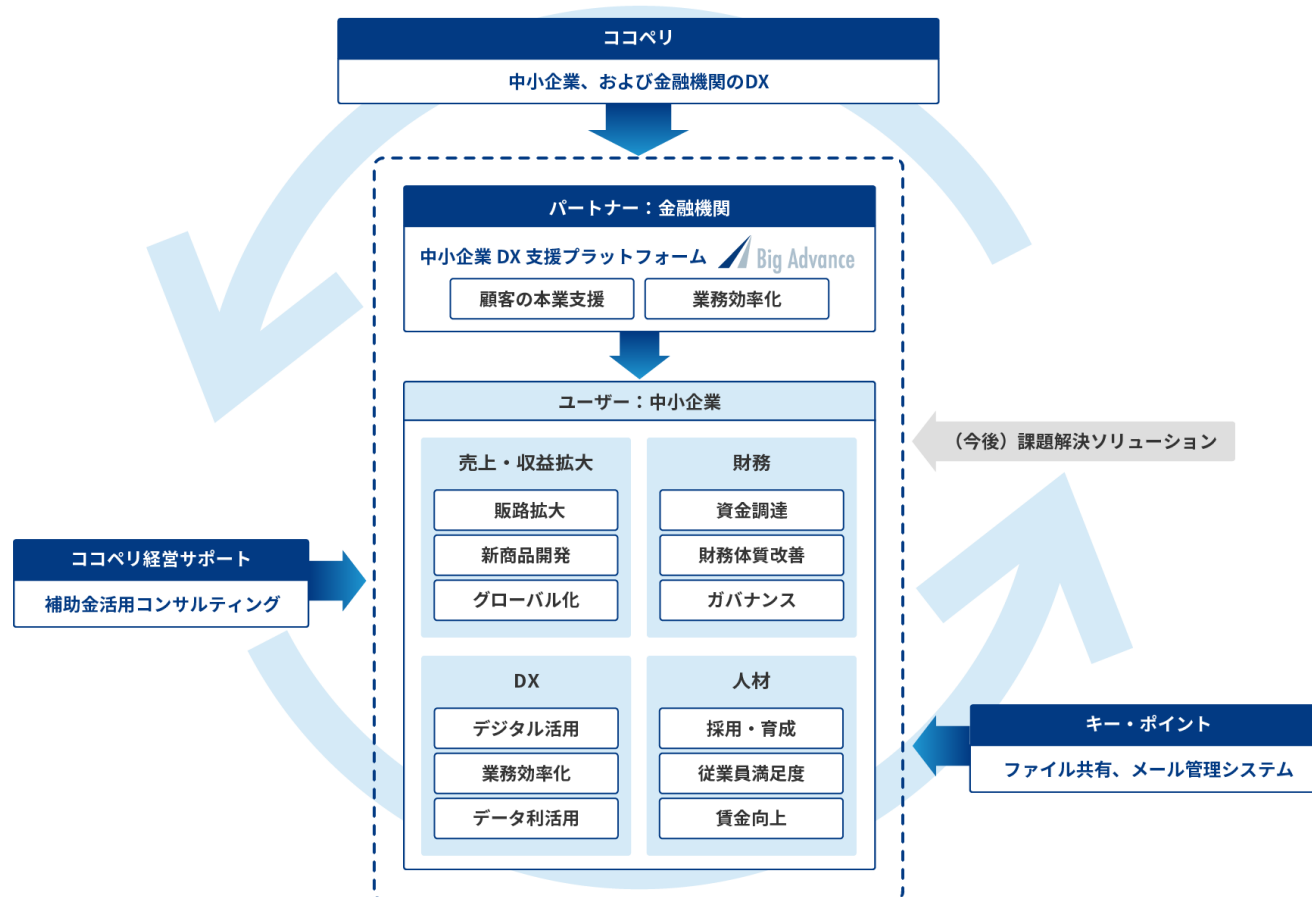 ココペリ
中小企業、および金融機関のDX
パートナー：金融機関
中小企業 DX 支援プラットフォーム Big Advance
顧客の本業支援
業務効率化
ユーザー：中小企業
売上・収益拡大
販路拡大
新商品開発
グローバル化
財務
資金調達
財務体質改善
ガバナンス
DX
デジタル活用
業務効率化
データ利活用
人材
採用・育成
従業員満足度
賃金向上
（今後）課題解決ソリューション
ココペリ経営サポート
補助金活用コンサルティング
キー・ポイント
ファイル共有、メール管理システム